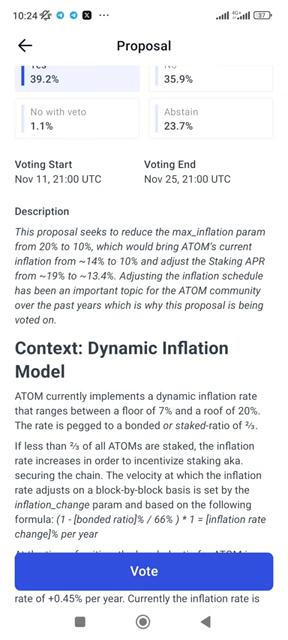 10:24
4G+
37
Proposal
Yes
No
39.2%
35.9%
No with veto
Abstain
1.1%
23.7%
Voting Start
Voting End
Nov 11, 21:00 UTC
Nov 25, 21:00 UTC
Description
This proposal seeks to reduce the max_inflation param
from 20% to 10%, which would bring ATOM's current
inflation from ~14% to 10% and adjust the Staking APR
from ~19% to ~13.4%. Adjusting the inflation schedule
has been an important topic for the ATOM community
over the past years which is why this proposal is being
voted on.
Context: Dynamic Inflation
Model
ATOM currently implements a dynamic inflation rate
that ranges between a floor of 7% and a roof of 20%.
The rate is pegged to a bonded or staked-ratio of ⅔.
If less than ⅔ of all ATOMs are staked, the inflation
rate increases in order to incentivize staking aka.
securing the chain. The velocity at which the inflation
rate adjusts on a block-by-block basis is set by the
inflation_change param and based on the following
formula: (1 - [bonded ratio]% / 66% ) * 1 = [inflation rate
change]% per year
Vote
rate of +0.45% per year. Currently the inflation rate is